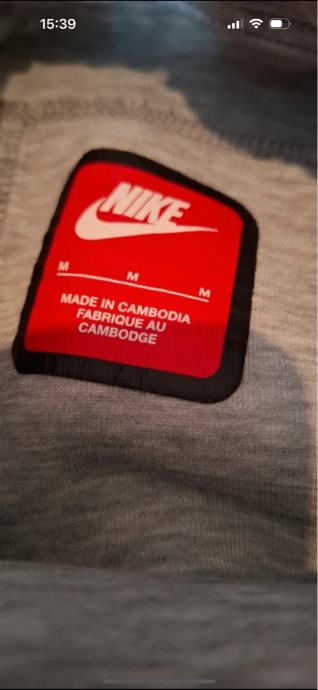 15:39
NIKE
M M M
MADE IN CAMBODIA
FABRIQUE AU
CAMBODGE